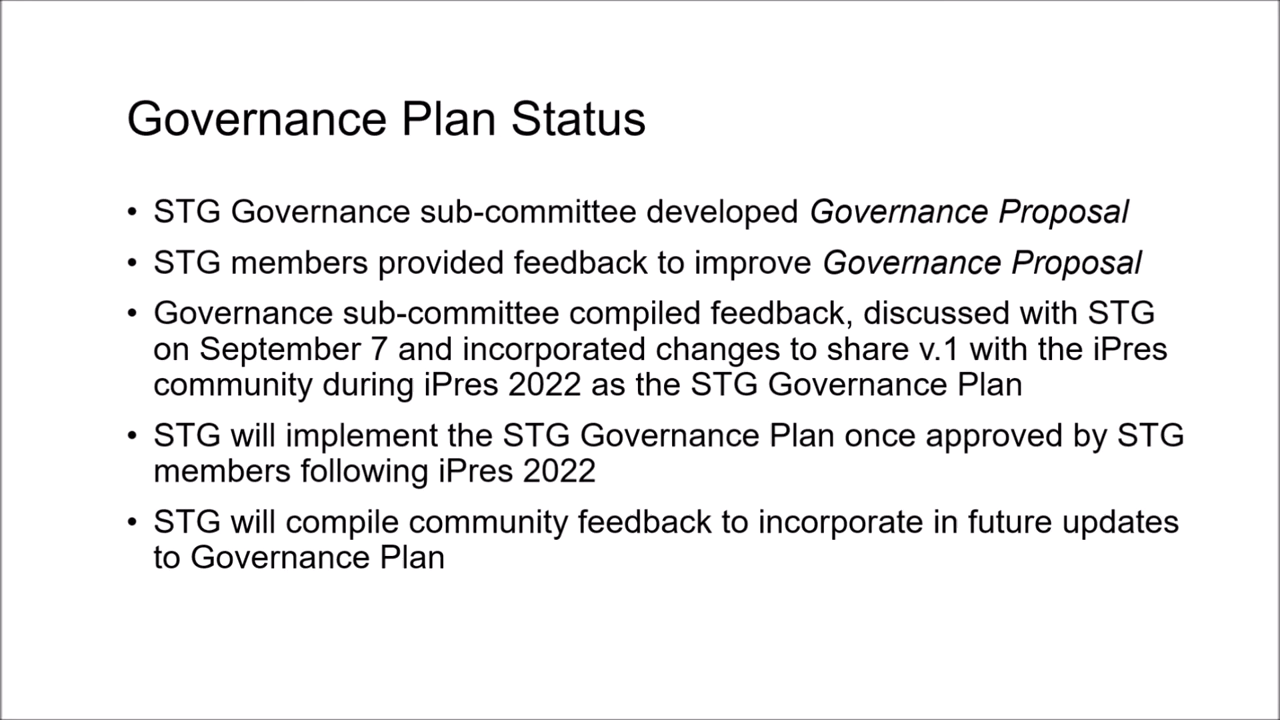 Governance Plan Status
• STG Governance sub-committee developed Governance Proposal
• STG members provided feedback to improve Governance Proposal
• Governance sub-committee compiled feedback, discussed with STG
on September 7 and incorporated changes to share v.1 with the iPres
community during iPres 2022 as the STG Governance Plan
• STG will implement the STG Governance Plan once approved by STG
members following iPres 2022
• STG will compile community feedback to incorporate in future updates
to Governance Plan